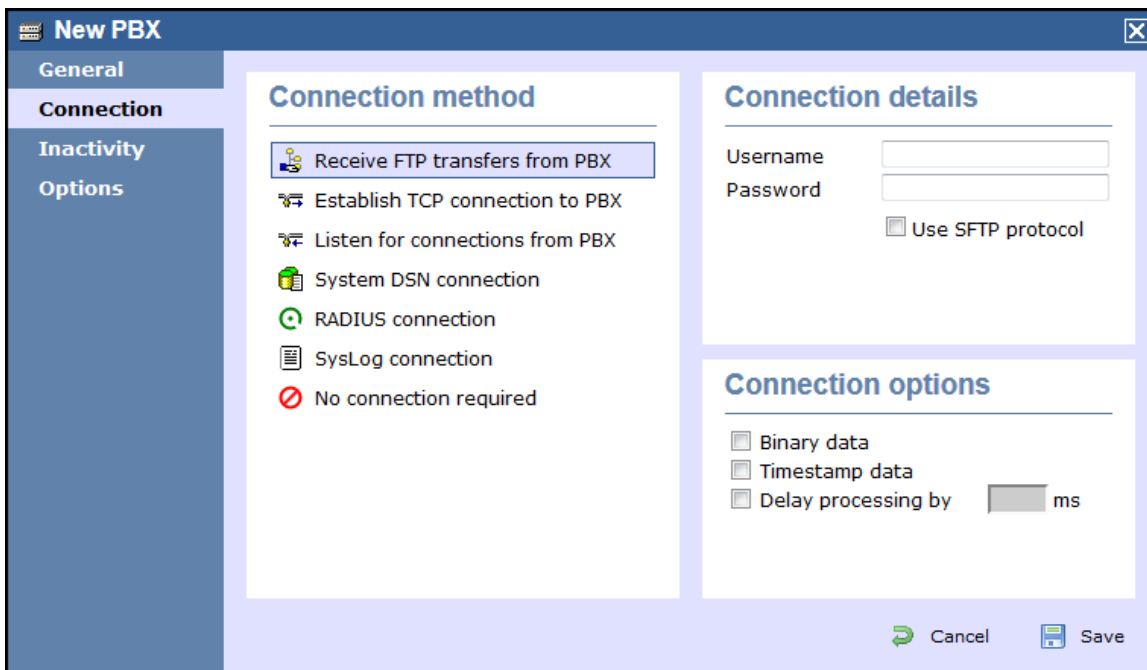 New PBX
General
Connection
Inactivity
Options
Connection method
Receive FTP transfers from PBX
Establish TCP connection to PBX
Listen for connections from PBX
System DSN connection
RADIUS connection
SysLog connection
No connection required
Connection details
Username
Password
Use SFTP protocol
Connection options
Binary data
Timestamp data
Delay processing by ms
Cancel Save